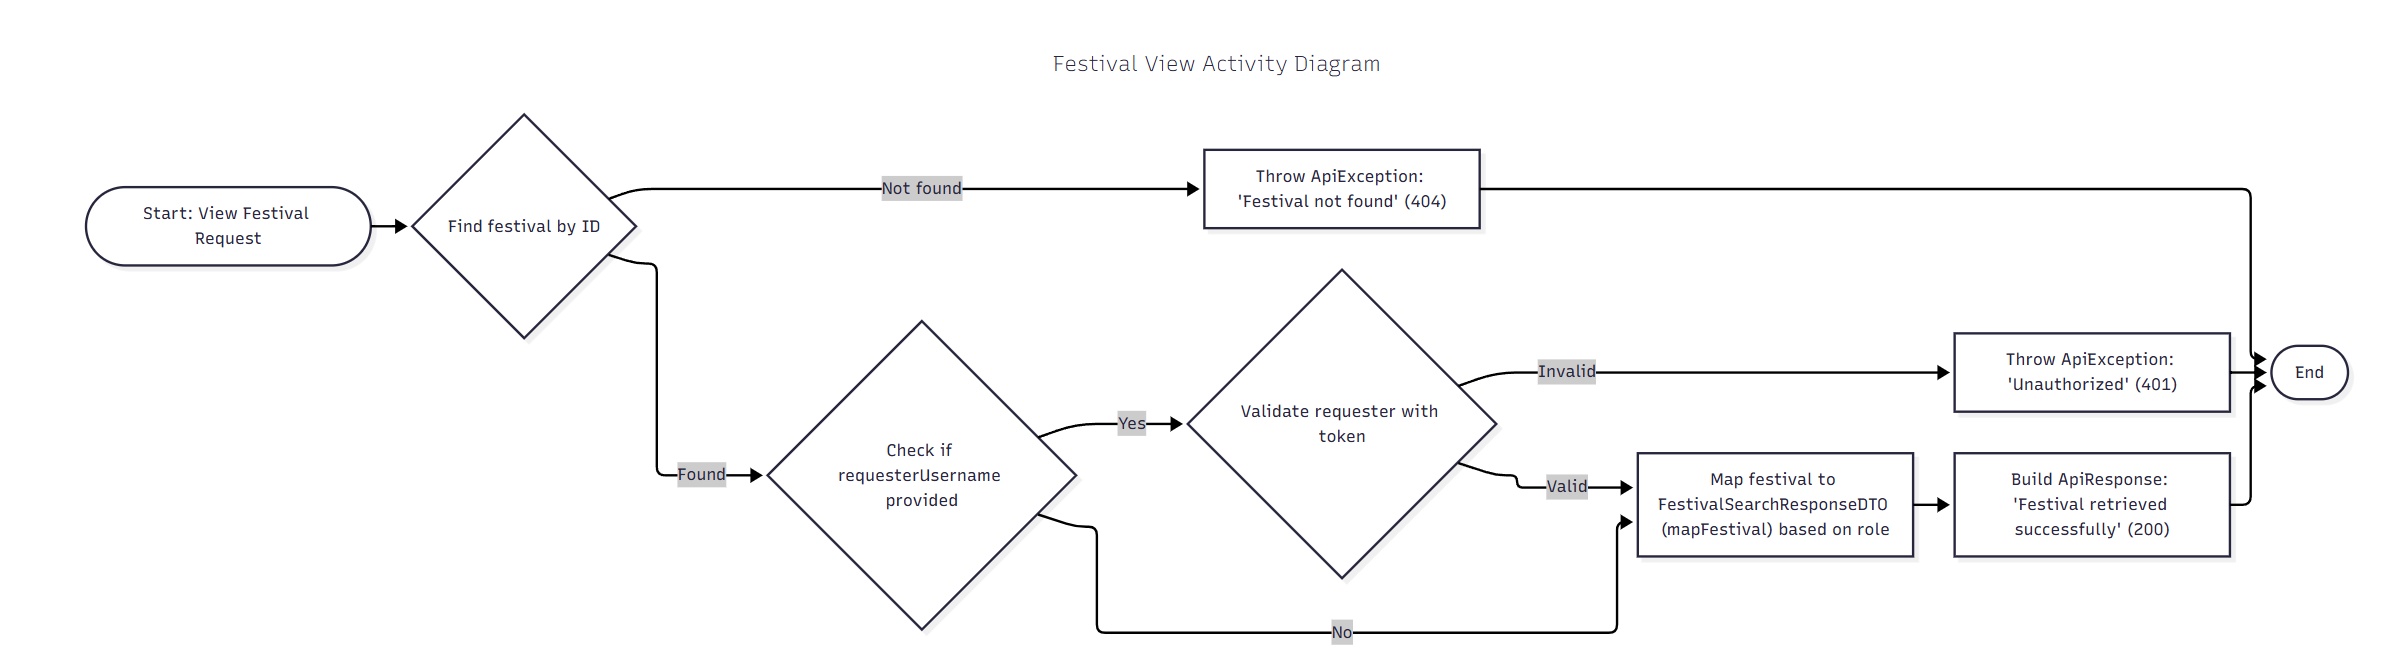 Festival View Activity Diagram
Start: View Festival
Request
Find festival by ID
Not found
Throw ApiException:
'Festival not found' (404)
Found
Check if
requesterUsername
provided
Yes
Validate requester with
token
Invalid
Throw ApiException:
'Unauthorized' (401)
Valid
Map festival to
FestivalSearchResponseDTO
(mapFestival) based on role
Build ApiResponse:
'Festival retrieved
successfully' (200)
No
End